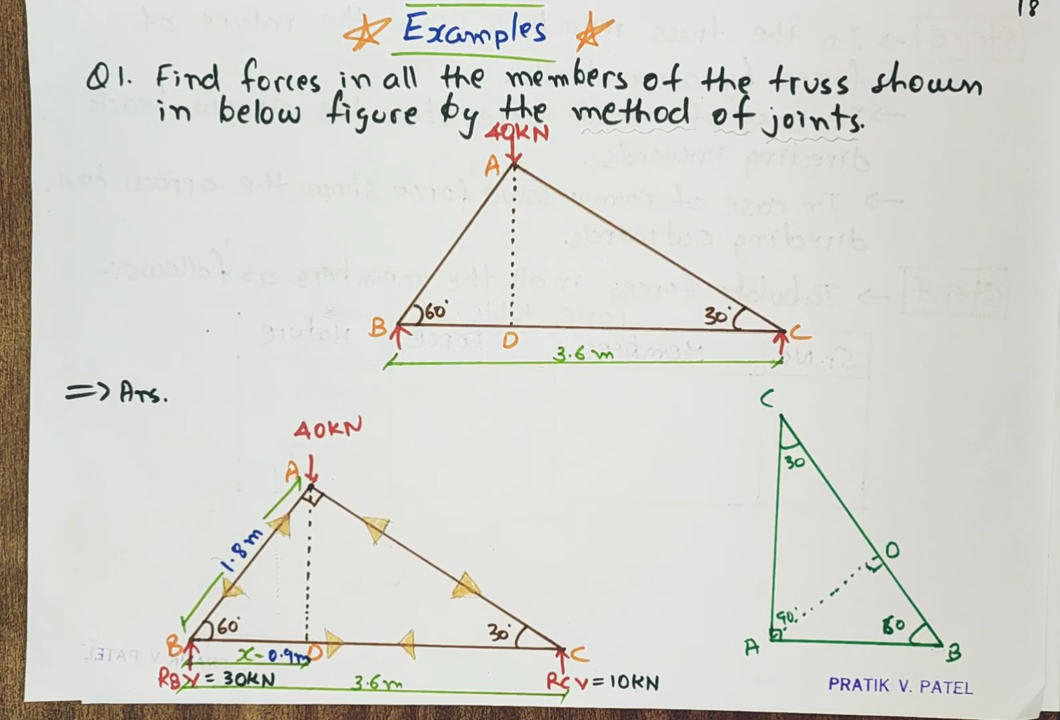 18
Examples
Q1. Find forces in all the members of the truss shown
in below figure by the method of joints.
40KN
A
60°
30°
B
D
C
3.6m
=> Ans.
40KN
A
1.8m
60°
30°
B
x=0.9m
D
C
RBV = 30KN
3.6m
RCV = 10KN
C
30
O
90°
60
A
B
PRATIK V. PATEL